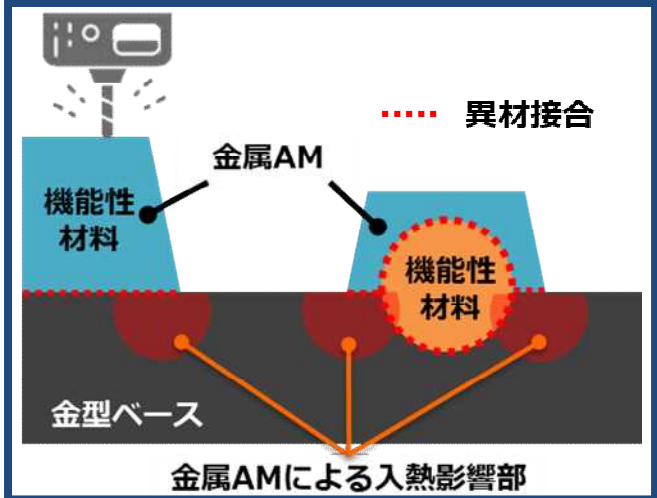 異材接合
金属AM
機能性
材料
機能性
材料
金型ベース
金属AMによる入熱影響部